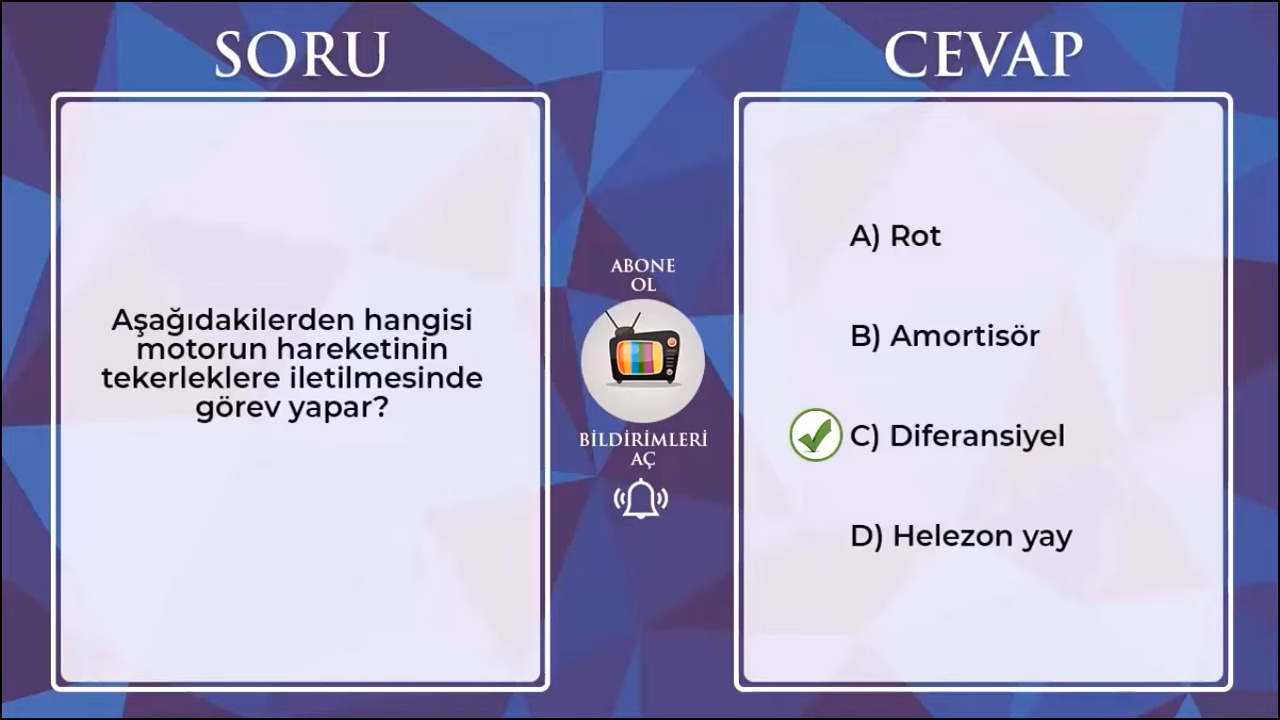 SORU
Aşağıdakilerden hangisi
motorun hareketinin
tekerleklere iletilmesinde
görev yapar?
ABONE
OL
BİLDİRİMLERİ
AÇ
CEVAP
A) Rot
B) Amortisör
C) Diferansiyel
D) Helezon yay